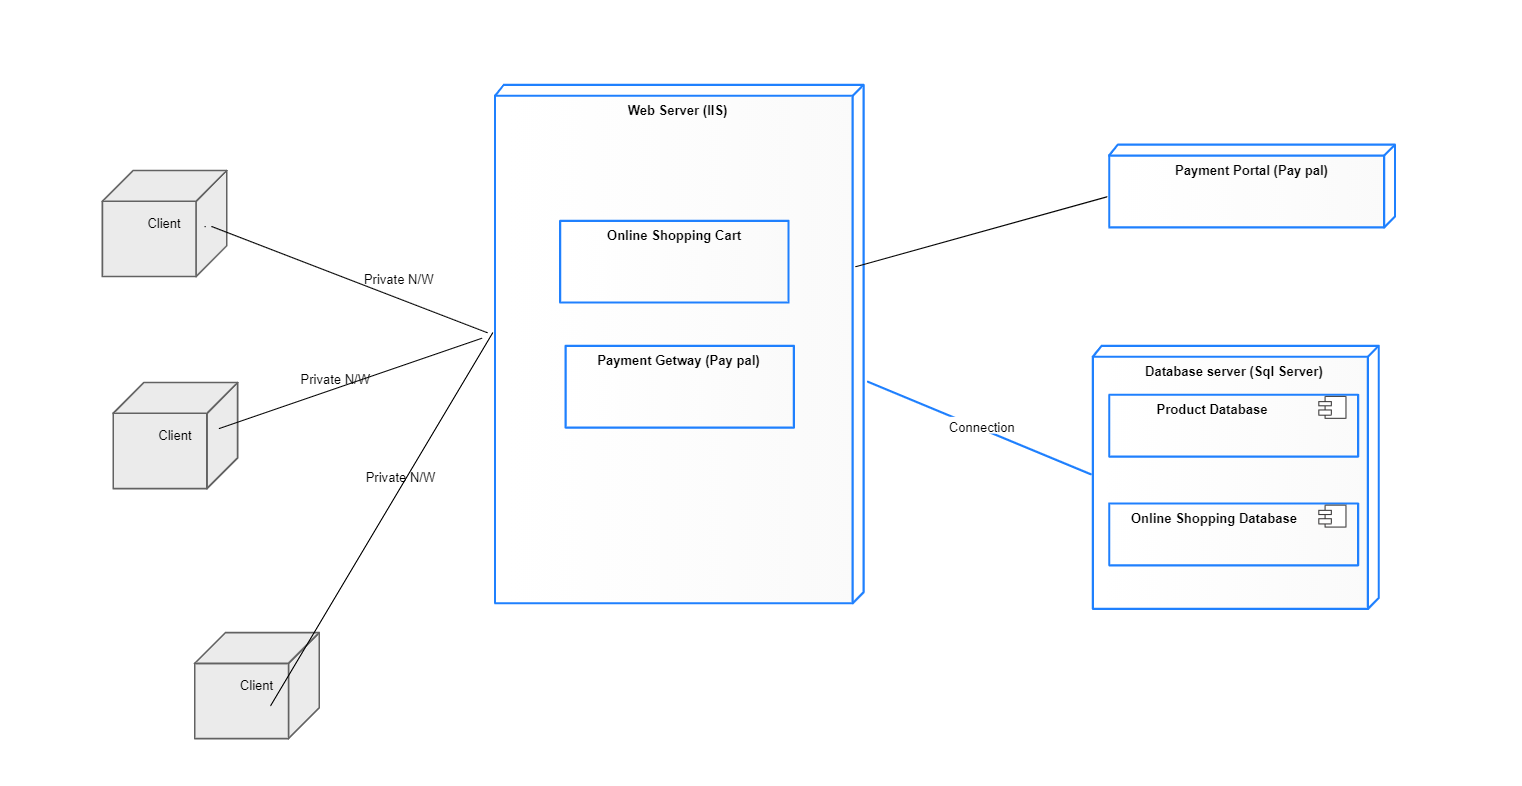 Web Server (IIS)
Payment Portal (Pay pal)
Client
Online Shopping Cart
Private N/W
Payment Getway (Pay pal)
Database server (Sql Server)
Private N/W
Product Database
Connection
Client
Private N/W
Online Shopping Database
Client